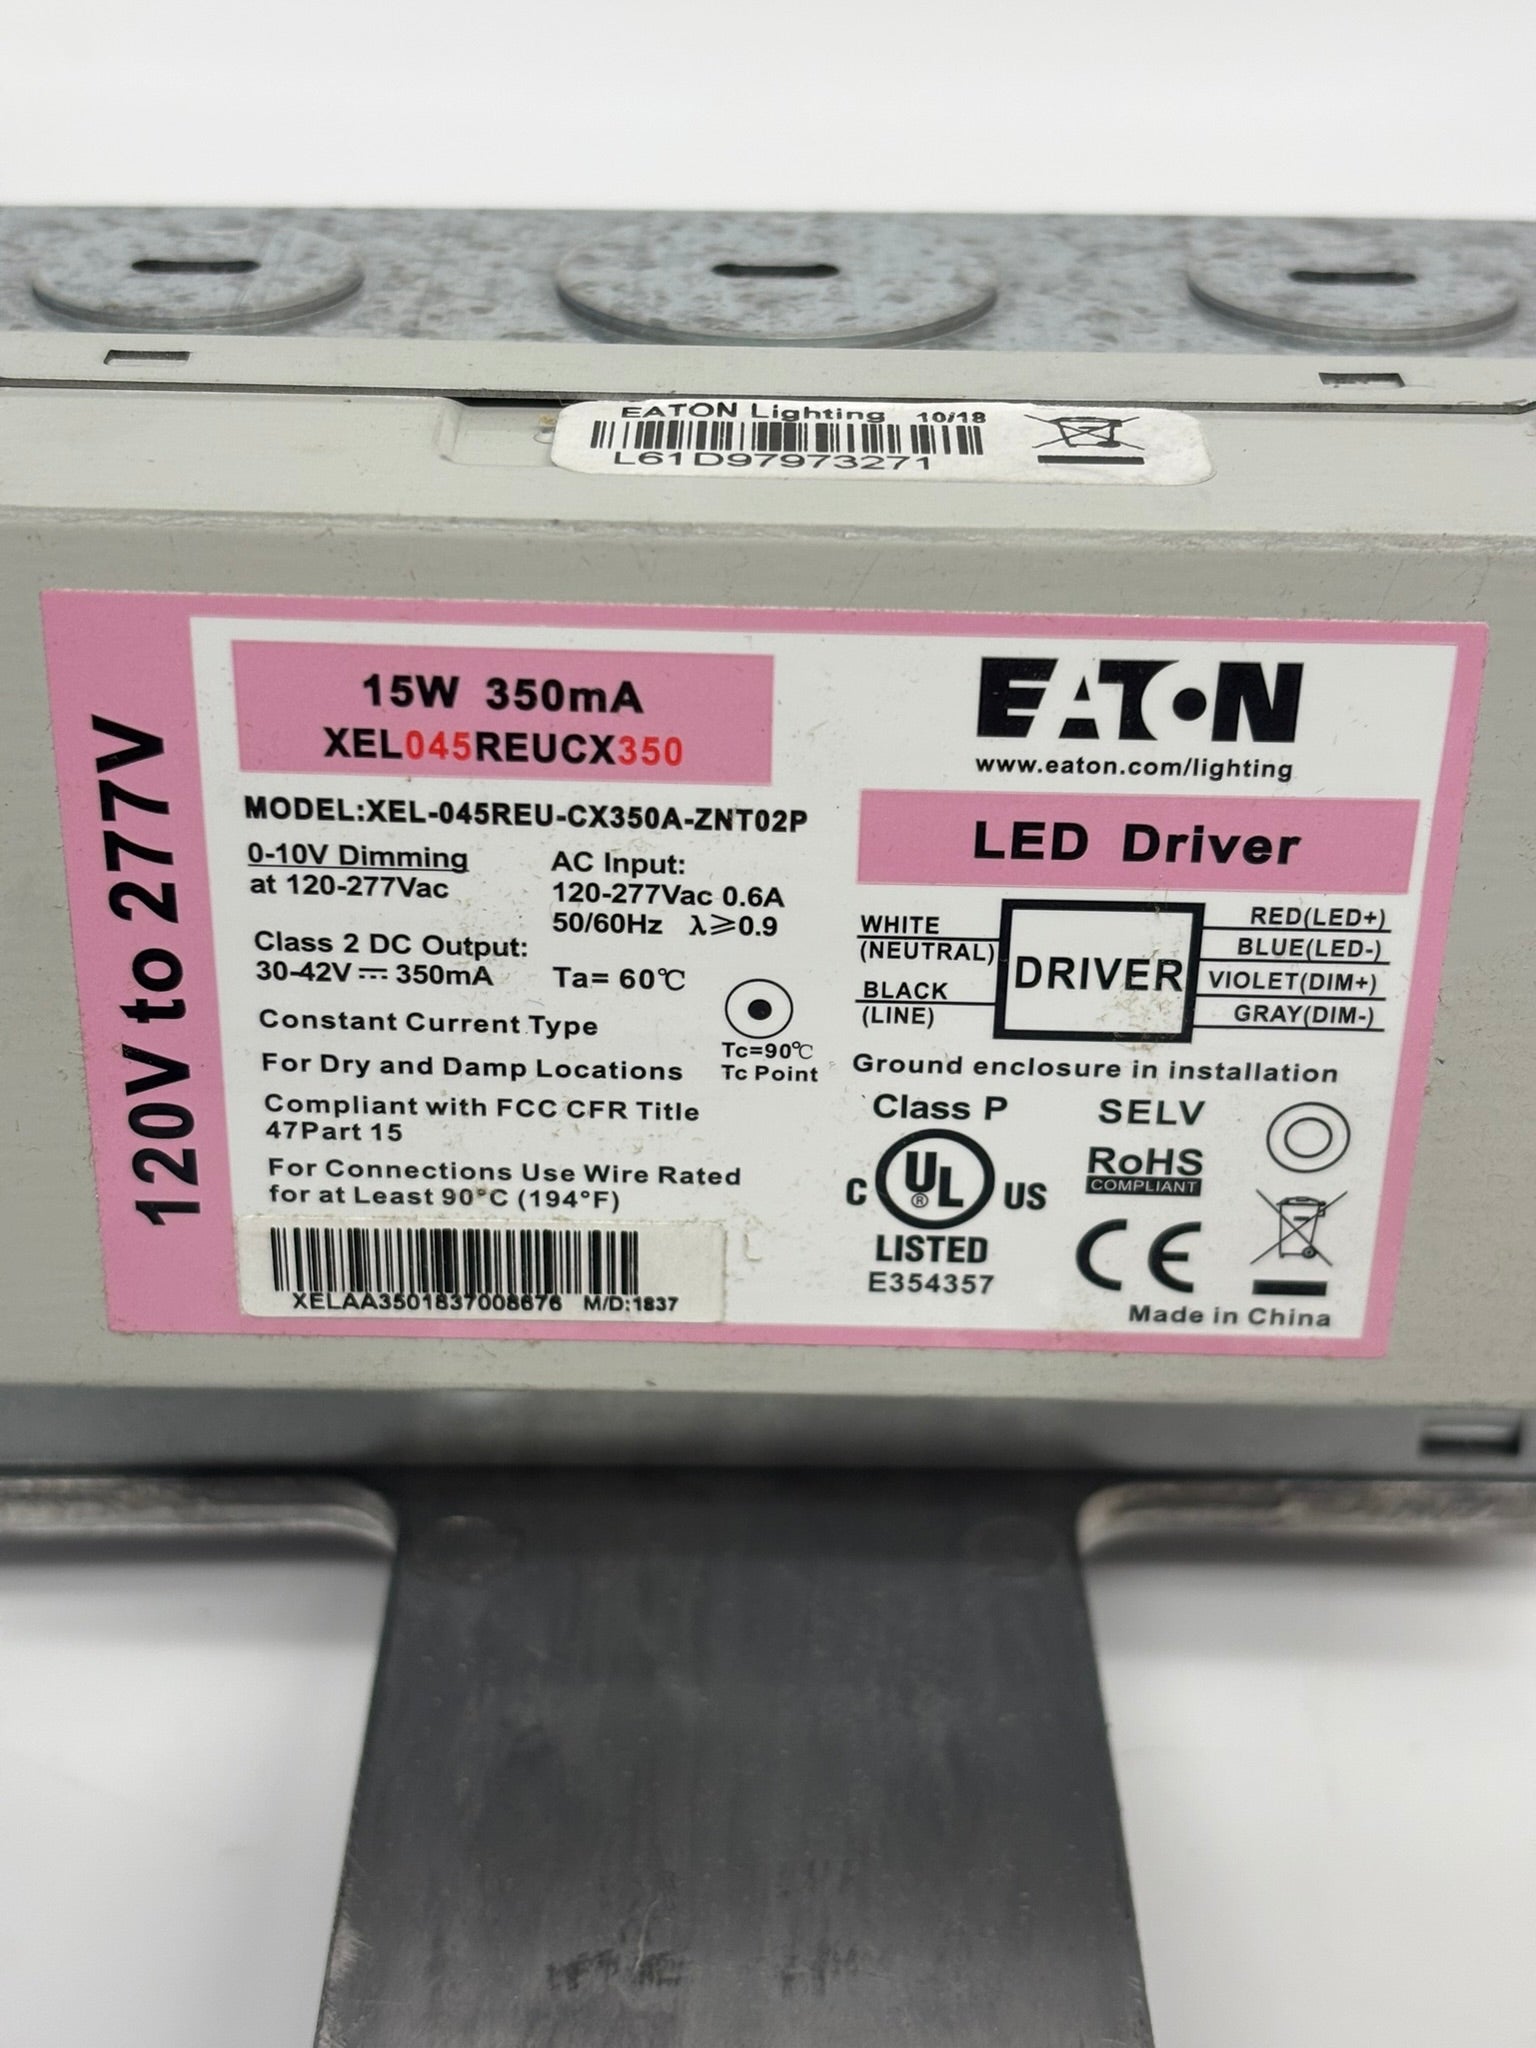 EATON Lighting 10/18
L61D97973271
120V to 277V
15W 350mA
XEL045REUCX350
MODEL:XEL-045REU-CX350A-ZNT02P
0-10V Dimming
at 120-277Vac
AC Input:
120-277Vac 0.6A
50/60Hz λ≥0.9
Class 2 DC Output:
30-42V ⎓ 350mA
Ta= 60℃
Constant Current Type
Tc=90℃
Tc Point
For Dry and Damp Locations
Compliant with FCC CFR Title
47Part 15
For Connections Use Wire Rated
for at Least 90°C (194°F)
XELAA3501837008676 M/D:1837
EATON
www.eaton.com/lighting
LED Driver
WHITE
(NEUTRAL)
BLACK
(LINE)
DRIVER
RED(LED+)
BLUE(LED-)
VIOLET(DIM+)
GRAY(DIM-)
Ground enclosure in installation
Class P
C UL ® US
LISTED
E354357
SELV
RoHS
COMPLIANT
CE
Made in China